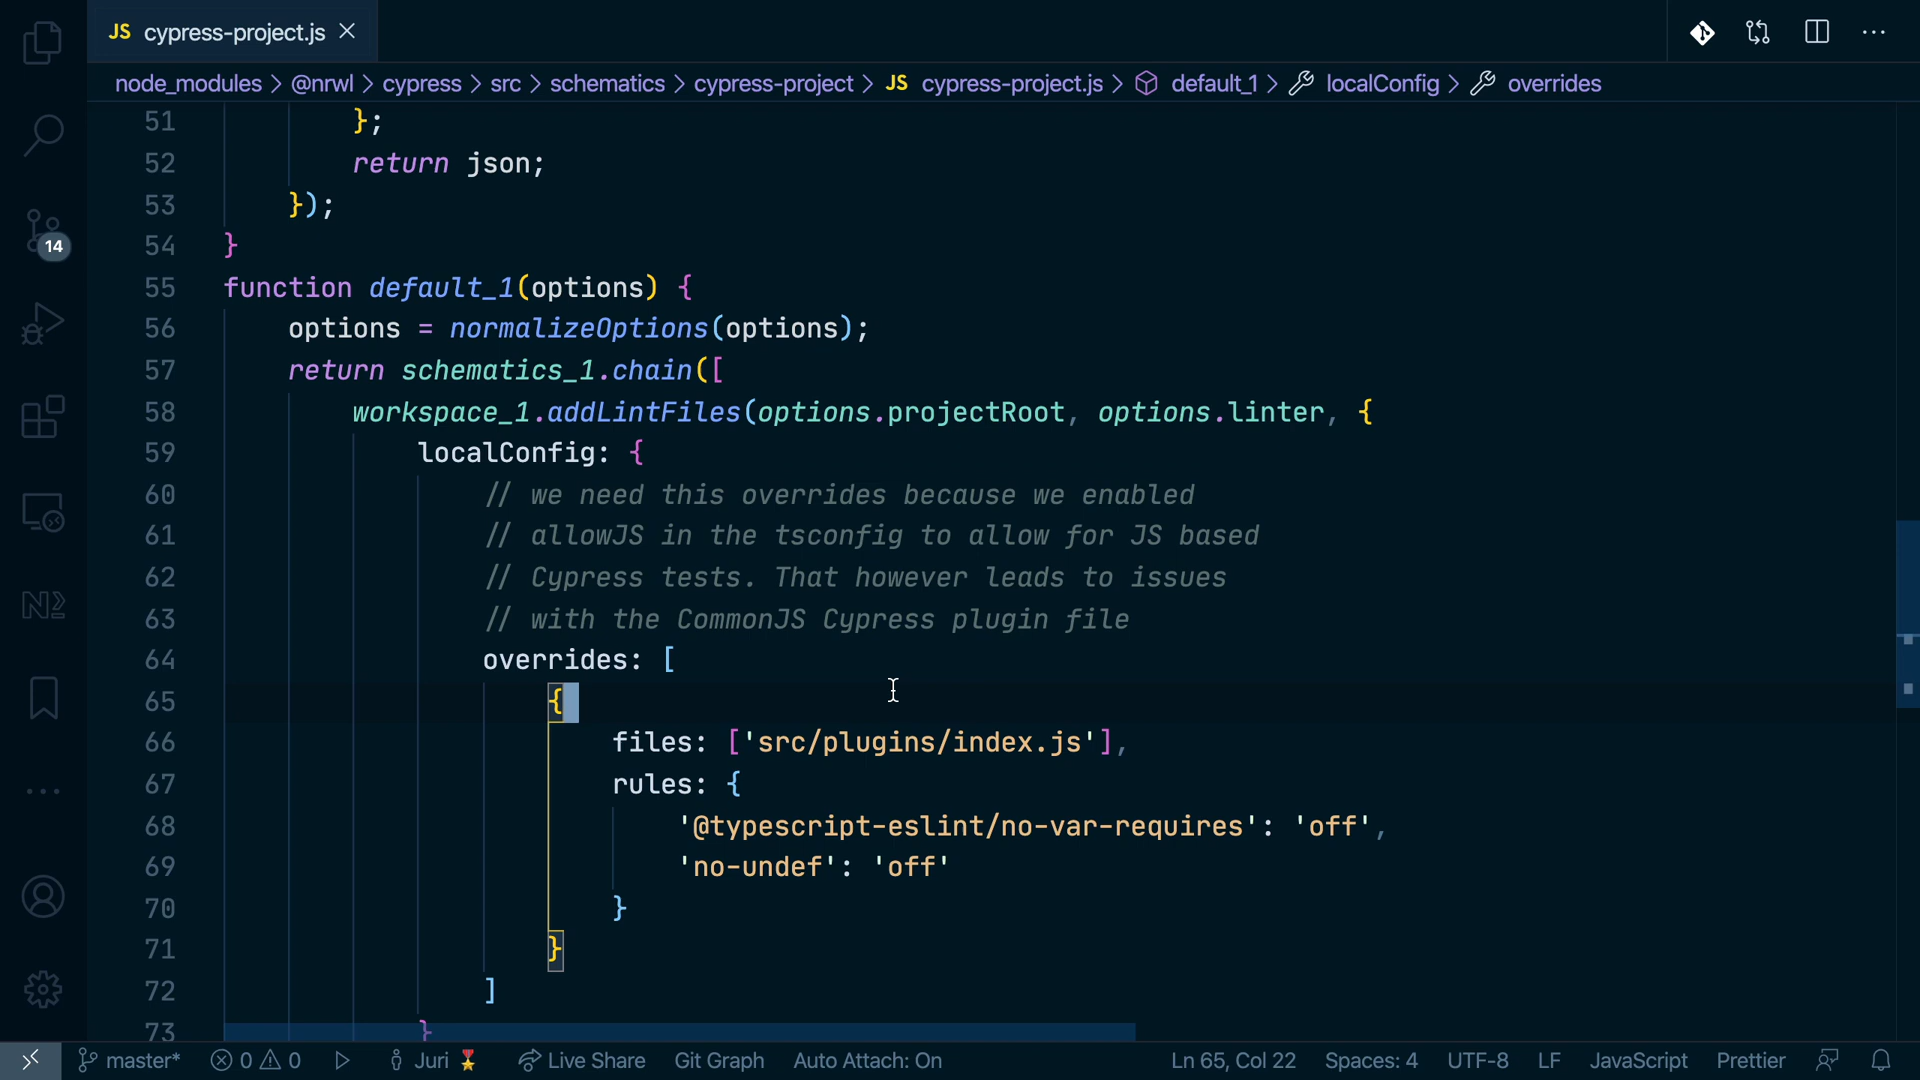 JS cypress-project.js
node_modules > @nrwl > cypress > src > schematics > cypress-project > JS cypress-project.js > default_1 > localConfig > overrides
51 };
52 return json;
53 });
54 }
55 function default_1(options) {
56 options = normalizeOptions(options);
57 return schematics_1.chain([
58 workspace_1.addLintFiles(options.projectRoot, options.linter, {
59 localConfig: {
60 // we need this overrides because we enabled
61 // allowJS in the tsconfig to allow for JS based
62 // Cypress tests. That however leads to issues
63 // with the CommonJS Cypress plugin file
64 overrides: [
65 {
66 files: ['src/plugins/index.js'],
67 rules: {
68 '@typescript-eslint/no-var-requires': 'off',
69 'no-undef': 'off'
70 }
71 }
72 ]
73 }
14
master* 0 0 Juri Live Share Git Graph Auto Attach: On Ln 65, Col 22 Spaces: 4 UTF-8 LF JavaScript Prettier